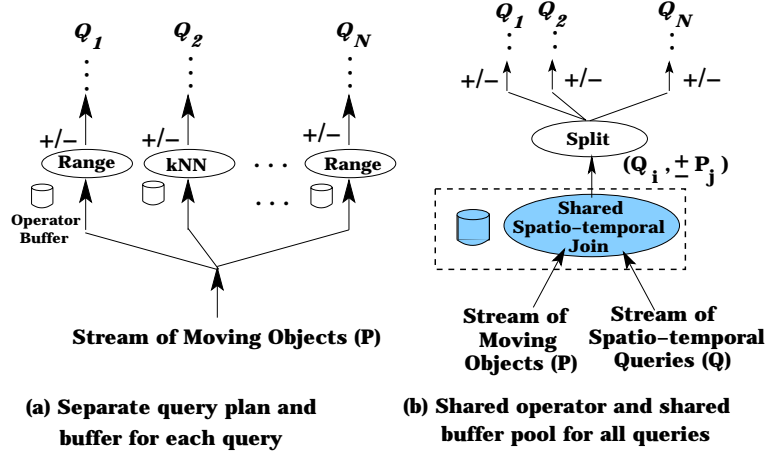 Q1 Q2 QN
+/− +/− +/−
Range kNN . . . Range
Operator Buffer . . .
Stream of Moving Objects (P)
(a) Separate query plan and
buffer for each query
Q1 Q2 QN
+/− +/− +/−
Split
(Qi , ± Pj)
Shared
Spatio−temporal
Join
Stream of
Moving
Objects (P)
Stream of
Spatio−temporal
Queries (Q)
(b) Shared operator and shared
buffer pool for all queries